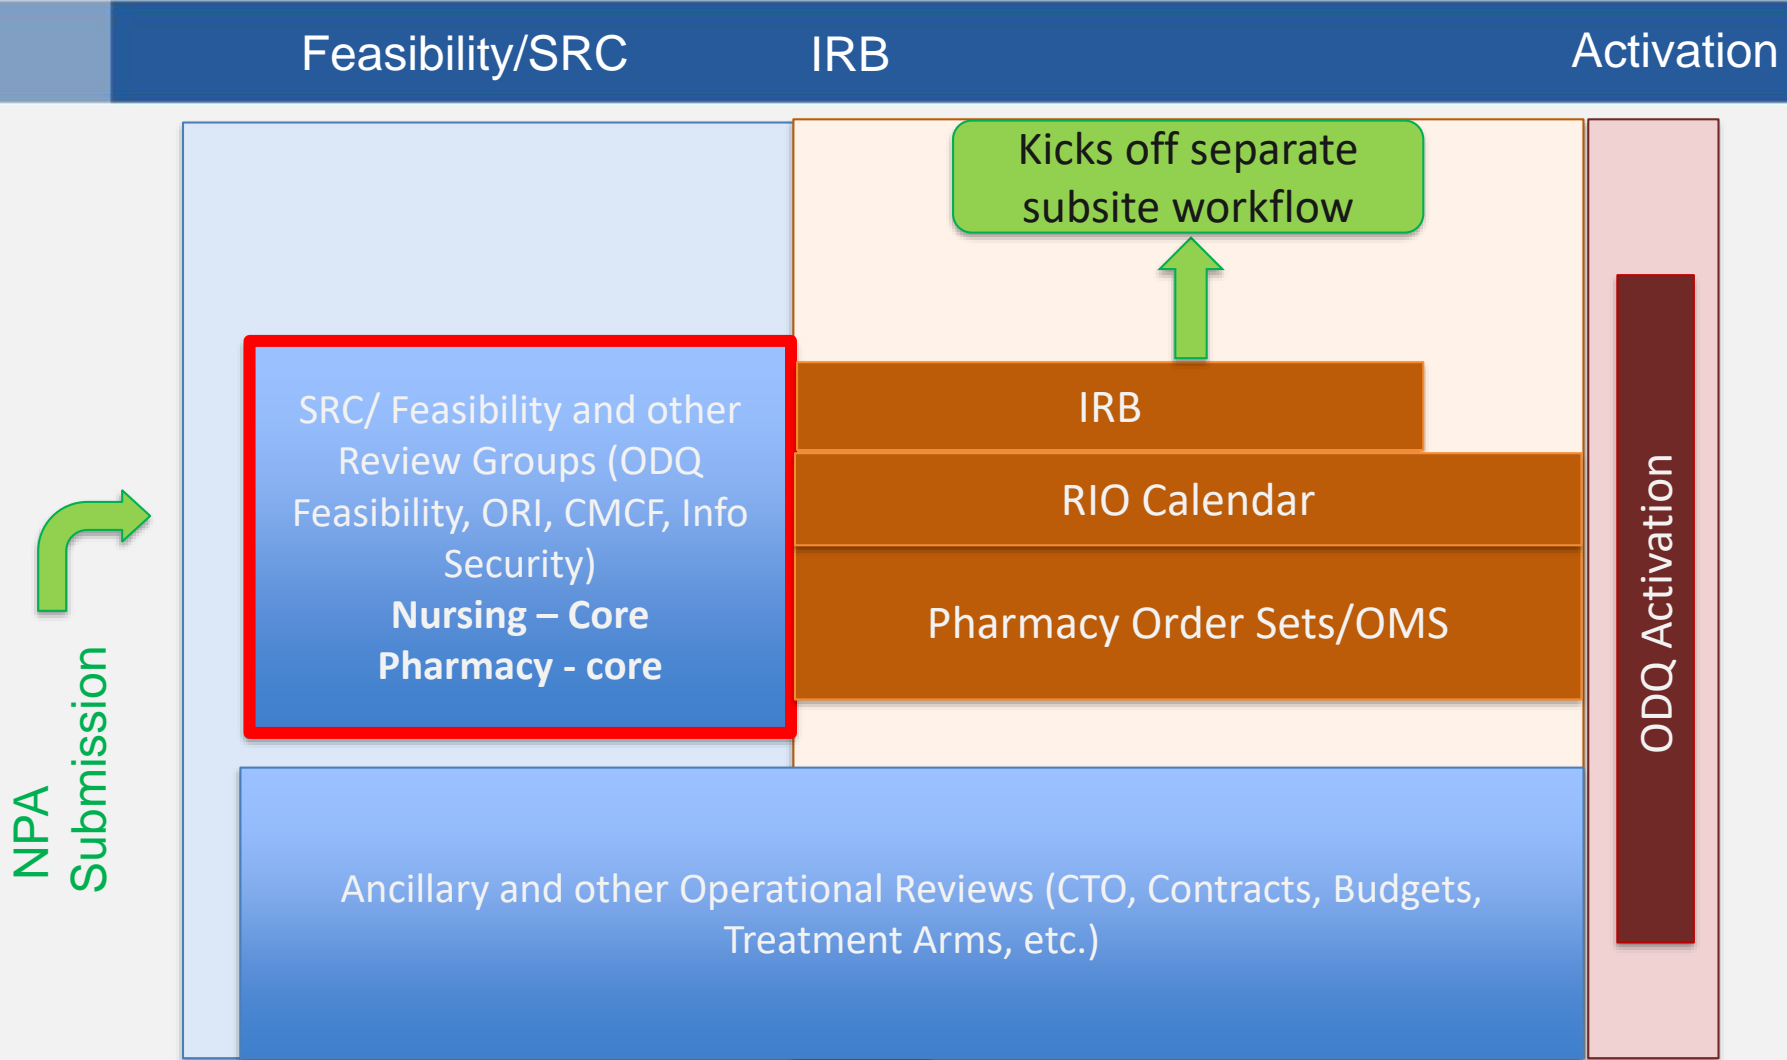 Feasibility/SRC
IRB
Activation
NPA
Submission
SRC/ Feasibility and other
Review Groups (ODQ
Feasibility, ORI, CMCF, Info
Security)
Nursing – Core
Pharmacy - core
Kicks off separate
subsite workflow
IRB
RIO Calendar
Pharmacy Order Sets/OMS
Ancillary and other Operational Reviews (CTO, Contracts, Budgets,
Treatment Arms, etc.)
ODQ Activation